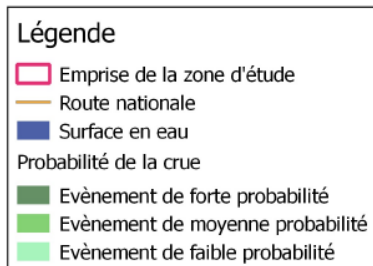 Légende
Emprise de la zone d'étude
Route nationale
Surface en eau
Probabilité de la crue
Evènement de forte probabilité
Evènement de moyenne probabilité
Evènement de faible probabilité